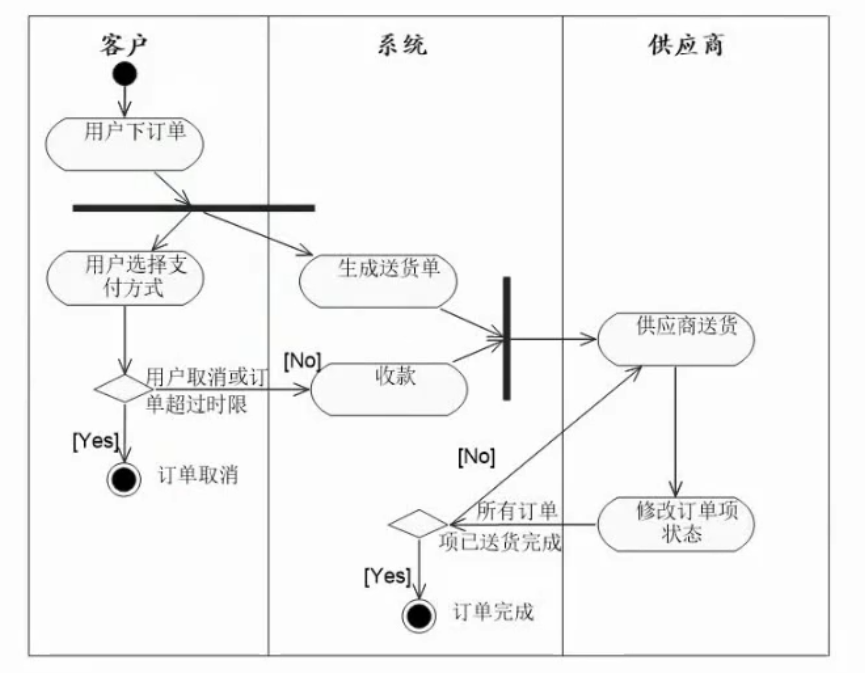 客户
系统
供应商
用户下订单
用户选择支
付方式
生成送货单
供应商送货
[No]
用户取消或订
单超过时限
收款
[Yes]
订单取消
[No]
所有订单
项已送货完成
修改订单项
状态
[Yes]
订单完成